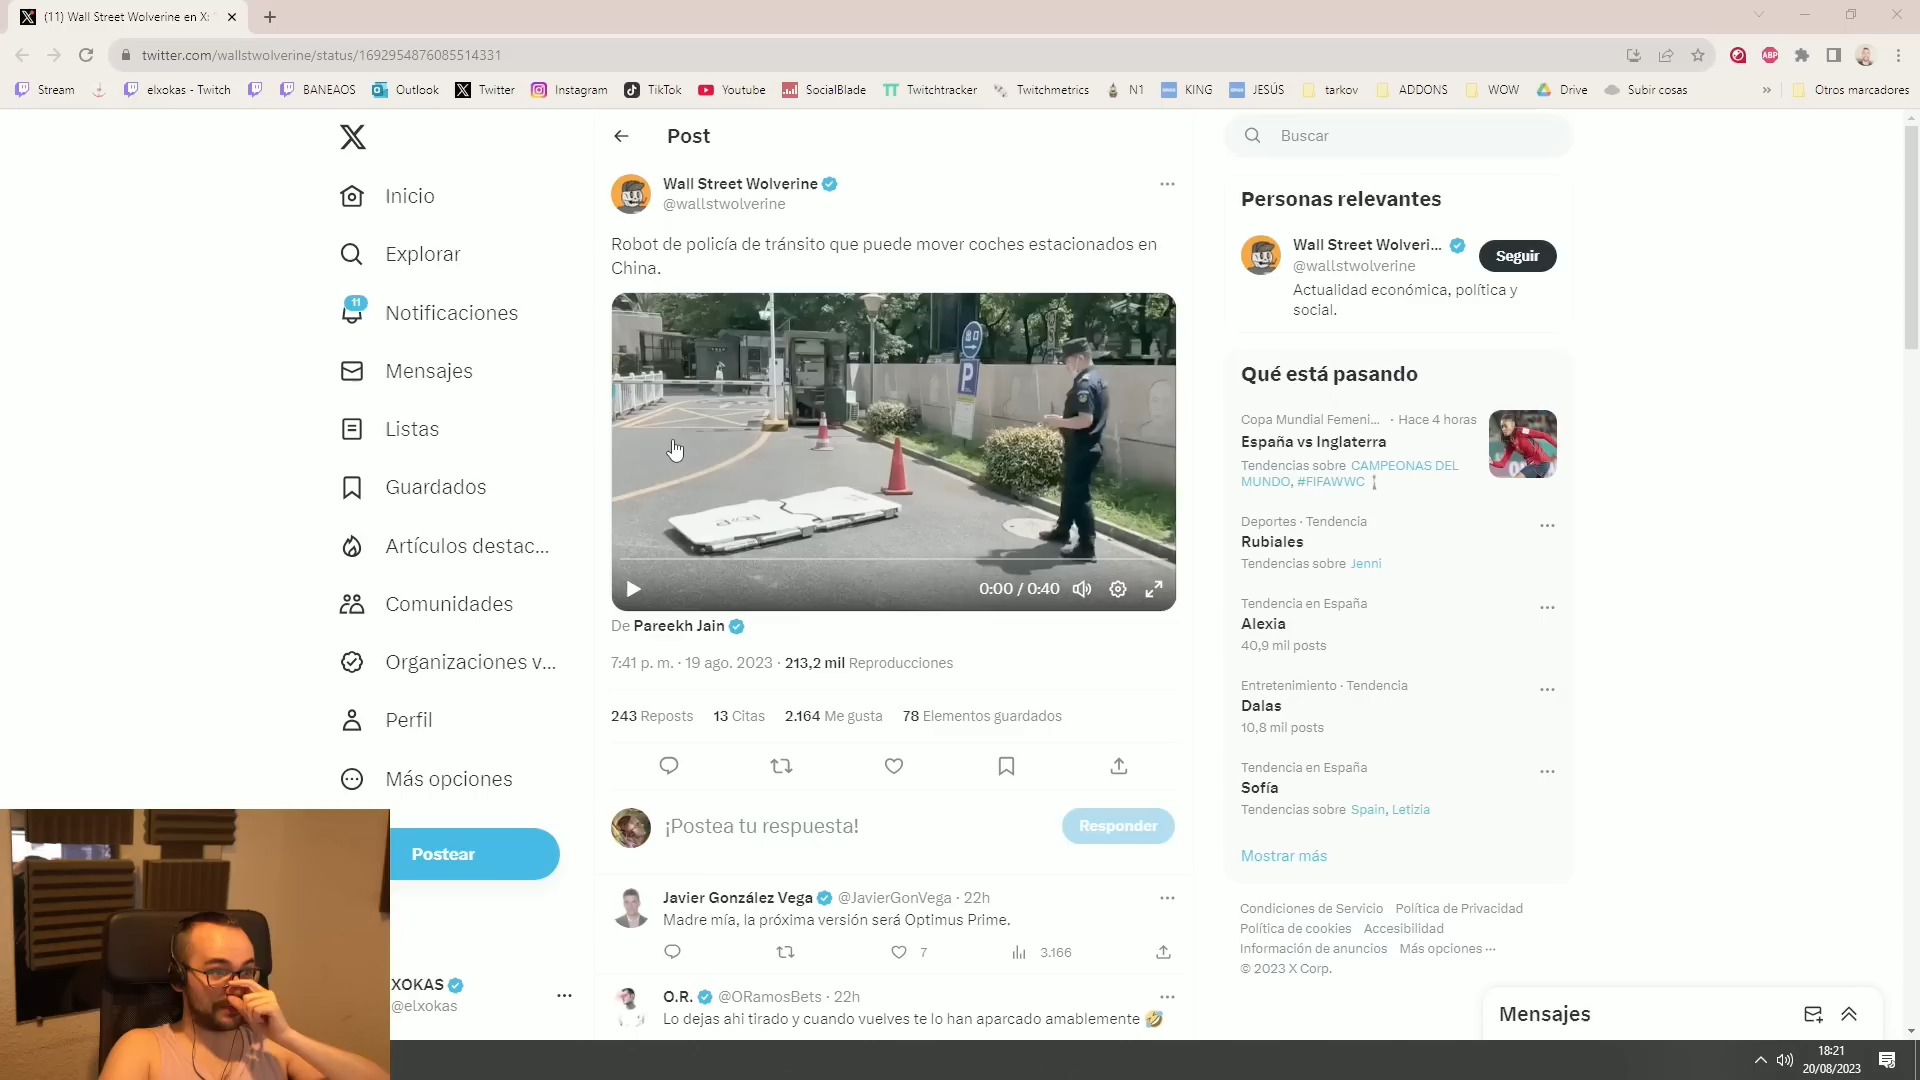 (11) Wall Street Wolverine en X:
twitter.com/wallstwolverine/status/1692954876085514331
ABP
Stream
elxokas - Twitch
BANEAOS
Outlook
Twitter
Instagram
TikTok
Youtube
SocialBlade
Twitchtracker
Twitchmetrics
N1
KING
JESÚS
tarkov
ADDONS
WOW
Drive
Subir cosas
»
Otros marcadores
Inicio
Explorar
11
Notificaciones
Mensajes
Listas
Guardados
Artículos destac...
Comunidades
Organizaciones v...
Perfil
Más opciones
Postear
XOKAS
@elxokas
Post
Wall Street Wolverine
@wallstwolverine
Robot de policía de tránsito que puede mover coches estacionados en
China.
出口
P
0:00 / 0:40
De Pareekh Jain
7:41 p. m. · 19 ago. 2023 · 213,2 mil Reproducciones
243 Reposts 13 Citas 2.164 Me gusta 78 Elementos guardados
¡Postea tu respuesta!
Responder
Javier González Vega @JavierGonVega · 22h
Madre mía, la próxima versión será Optimus Prime.
7
3.166
O.R. @ORamosBets · 22h
Lo dejas ahi tirado y cuando vuelves te lo han aparcado amablemente 🤣
Buscar
Personas relevantes
Wall Street Wolveri...
@wallstwolverine
Seguir
Actualidad económica, política y
social.
Qué está pasando
Copa Mundial Femeni... · Hace 4 horas
España vs Inglaterra
Tendencias sobre CAMPEONAS DEL
MUNDO, #FIFAWWC
Deportes · Tendencia
Rubiales
Tendencias sobre Jenni
Tendencia en España
Alexia
40,9 mil posts
Entretenimiento · Tendencia
Dalas
10,8 mil posts
Tendencia en España
Sofía
Tendencias sobre Spain, Letizia
Mostrar más
Condiciones de Servicio Política de Privacidad
Política de cookies Accesibilidad
Información de anuncios Más opciones ···
© 2023 X Corp.
Mensajes
18:21
20/08/2023